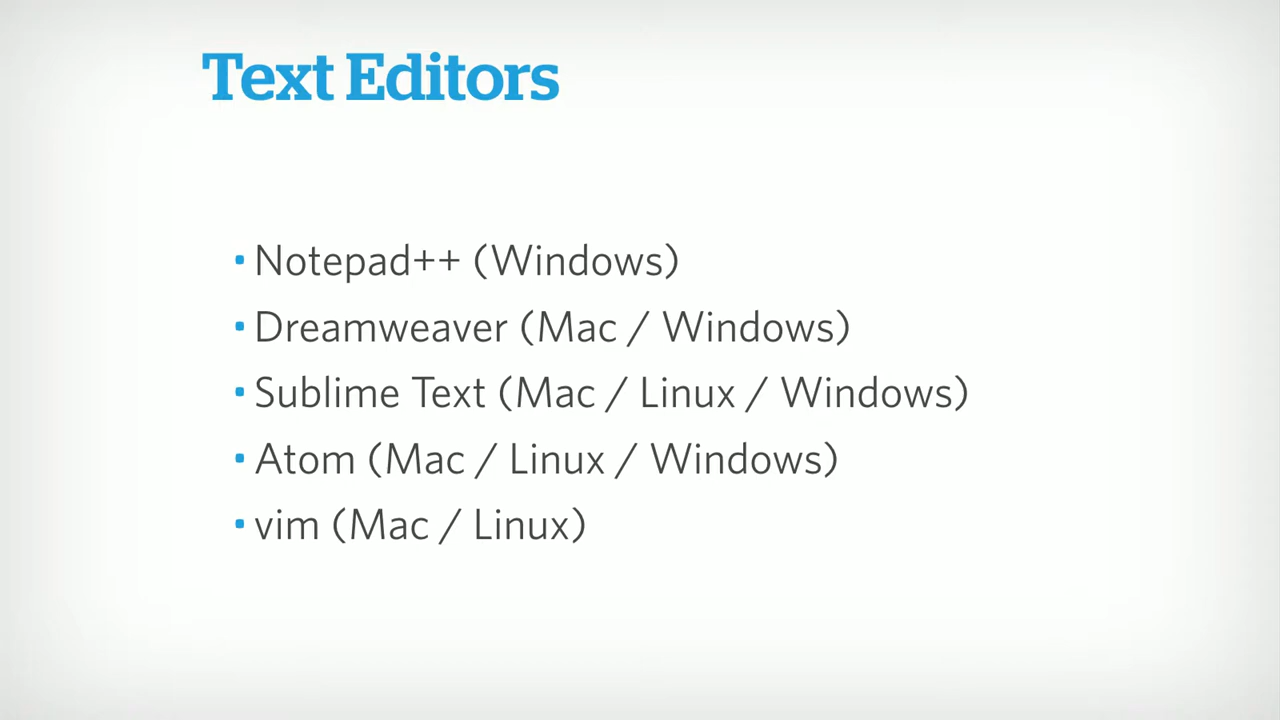 Text Editors
• Notepad++ (Windows)
• Dreamweaver (Mac / Windows)
• Sublime Text (Mac / Linux / Windows)
• Atom (Mac / Linux / Windows)
• vim (Mac / Linux)